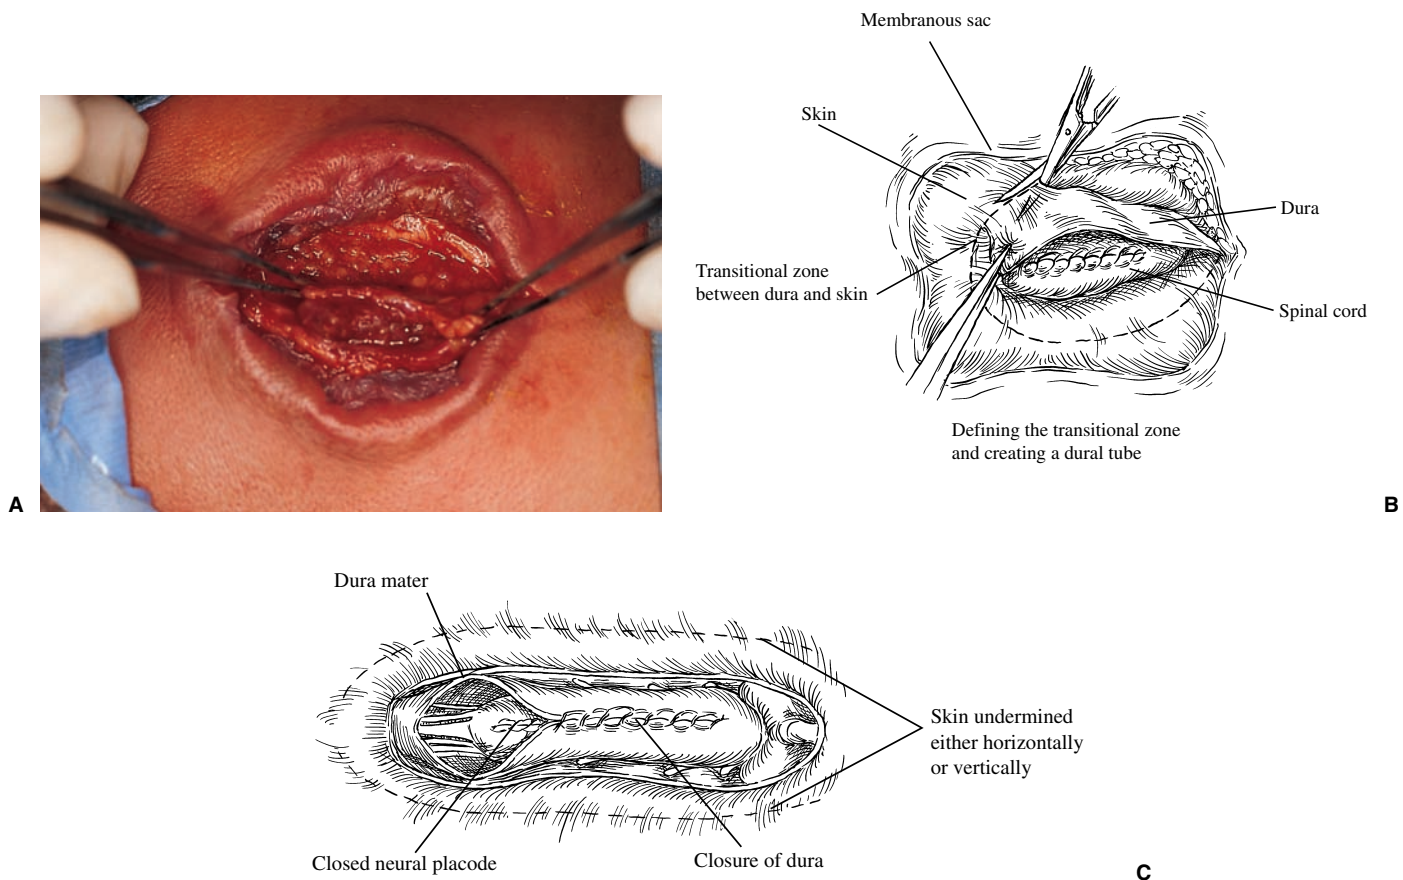 Membranous sac
Skin
Dura
Transitional zone
between dura and skin
Spinal cord
Defining the transitional zone
and creating a dural tube
A
B
Dura mater
Skin undermined
either horizontally
or vertically
Closed neural placode
Closure of dura
C